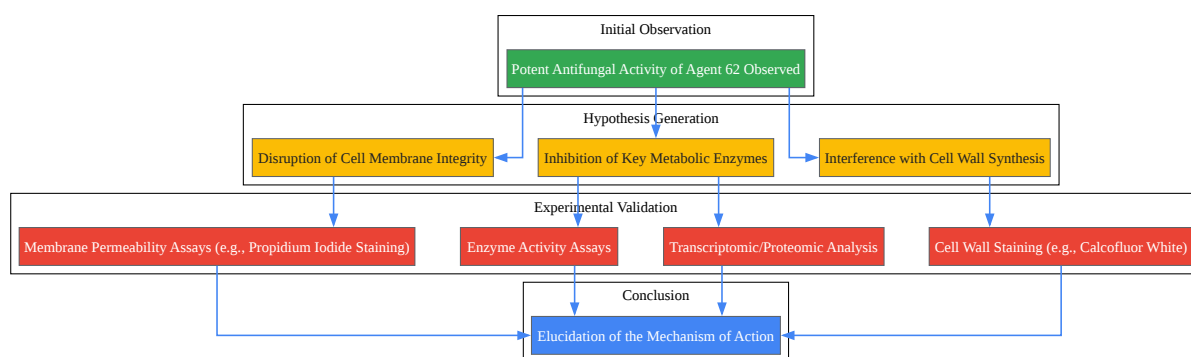 Initial Observation
Potent Antifungal Activity of Agent 62 Observed
Hypothesis Generation
Disruption of Cell Membrane Integrity
Inhibition of Key Metabolic Enzymes
Interference with Cell Wall Synthesis
Experimental Validation
Membrane Permeability Assays (e.g., Propidium Iodide Staining)
Enzyme Activity Assays
Transcriptomic/Proteomic Analysis
Cell Wall Staining (e.g., Calcofluor White)
Conclusion
Elucidation of the Mechanism of Action